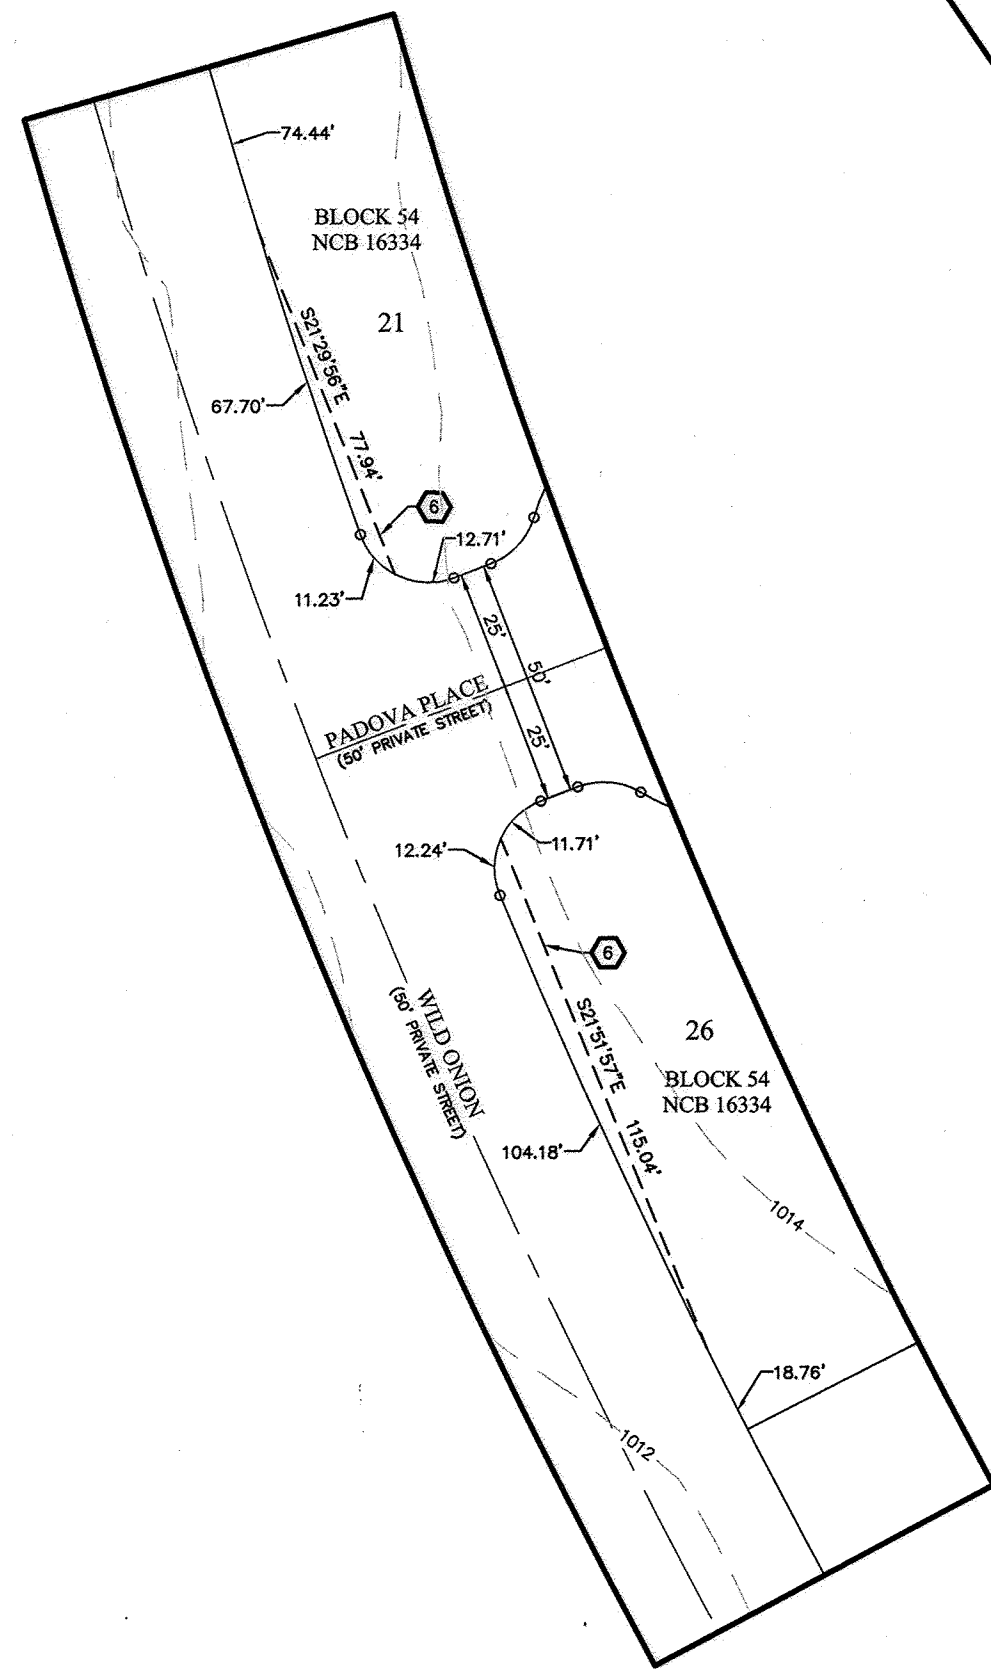 74.44'
BLOCK 54
NCB 16334
21
S21°29'56"E
77.94'
67.70'
6
12.71'
11.23'
25'
50'
25'
PADOVA PLACE
(50' PRIVATE STREET)
12.24'
11.71'
6
WILD ONION
(50' PRIVATE STREET)
26
BLOCK 54
NCB 16334
S21°51'57"E
115.04'
104.18'
1014
18.76'
1012